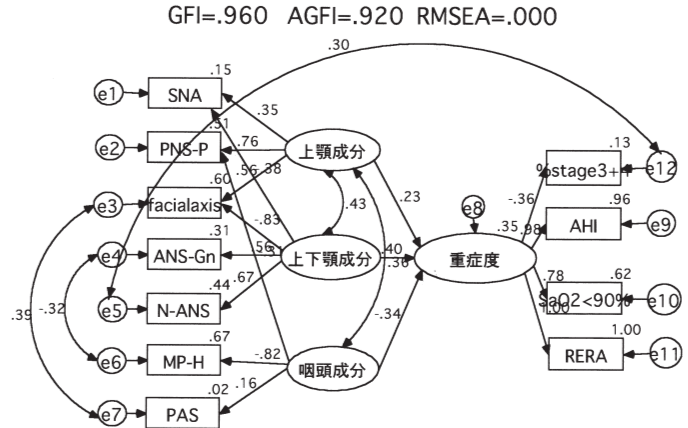 GFI=.960 AGFI=.920 RMSEA=.000
.30
.15
e1
SNA
.35
.51
e2
PNS-P
.76
上顎成分
.13
%stage3+
e12
.60
.56
.38
e3
facialaxis
.23
-.36
.96
.43
e8
.35
.98
AHI
e9
-.83
.31
e4
ANS-Gn
.56
上下顎成分
.40
.36
重症度
.78
.62
.67
.44
SaO2<90%
e10
-.32
.39
e5
N-ANS
1.00
-.34
.67
1.00
e6
MP-H
-.82
咽頭成分
RERA
e11
.02
.16
e7
PAS